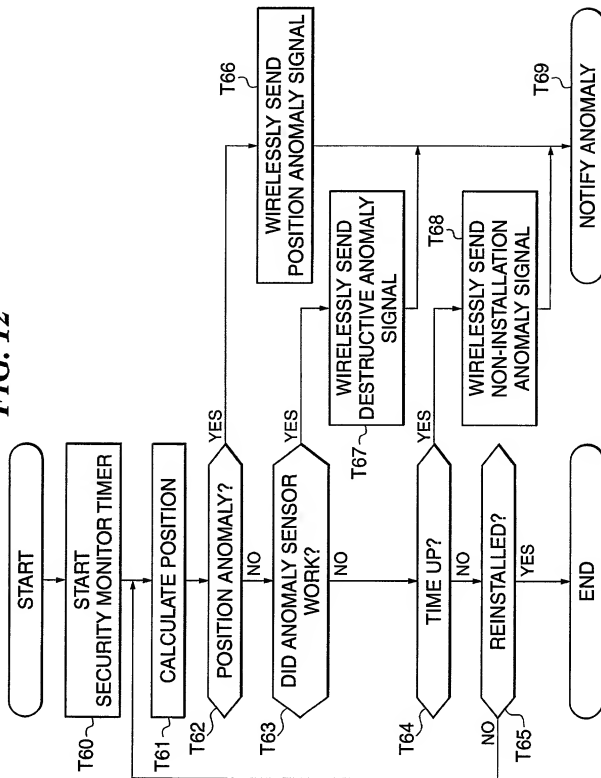 FIG. 12
START
T60
START
SECURITY MONITOR TIMER
T61
CALCULATE POSITION
T62
POSITION ANOMALY?
YES
NO
T66
WIRELESSLY SEND
POSITION ANOMALY SIGNAL
T63
DID ANOMALY SENSOR
WORK?
YES
NO
T67
WIRELESSLY SEND
DESTRUCTIVE ANOMALY
SIGNAL
T64
TIME UP?
YES
NO
T68
WIRELESSLY SEND
NON-INSTALLATION
ANOMALY SIGNAL
T65
REINSTALLED?
NO
YES
END
T69
NOTIFY ANOMALY